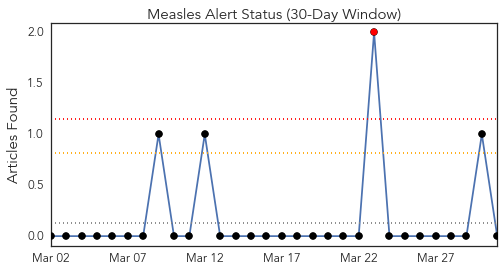 Measles Alert Status (30-Day Window)
2.0
1.5
1.0
0.5
0.0
Articles Found
Mar 02
Mar 07
Mar 12
Mar 17
Mar 22
Mar 27